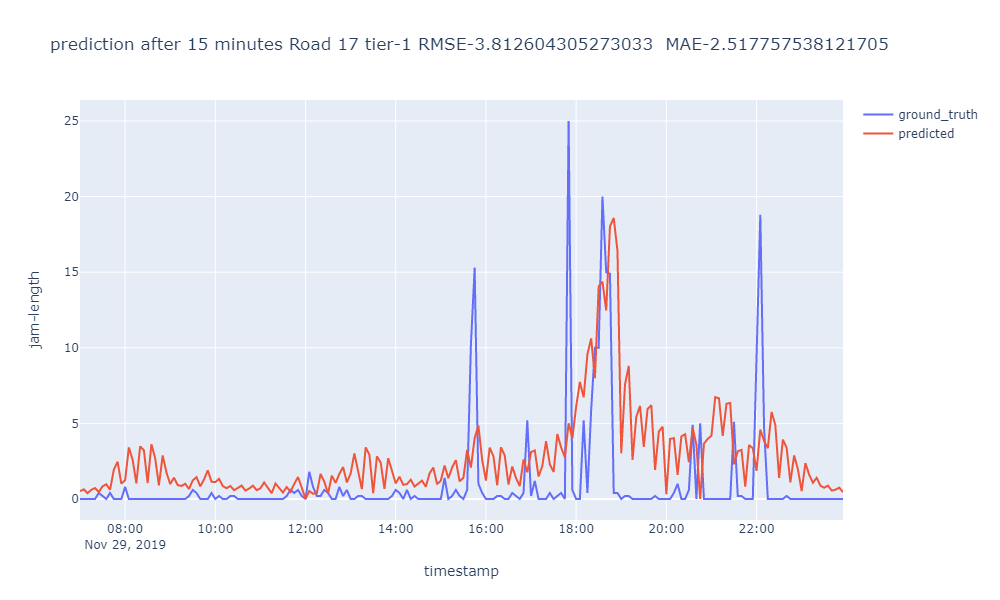 prediction after 15 minutes Road 17 tier-1 RMSE-3.812604305273033  MAE-2.517757538121705
ground_truth
predicted
25
20
15
10
5
0
jam-length
08:00 10:00 12:00 14:00 16:00 18:00 20:00 22:00
Nov 29, 2019
timestamp